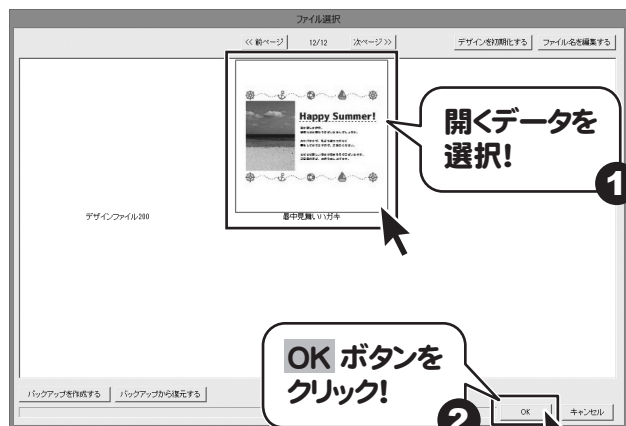 ファイル選択
<< 前ページ 12/12 次ページ >> デザインを初期化する ファイル名を編集する
Happy Summer!
開くデータを
選択!
1
デザインファイル200
暑中見舞いハガキ
OK ボタンを
クリック!
2
バックアップを作成する バックアップから復元する
OK キャンセル